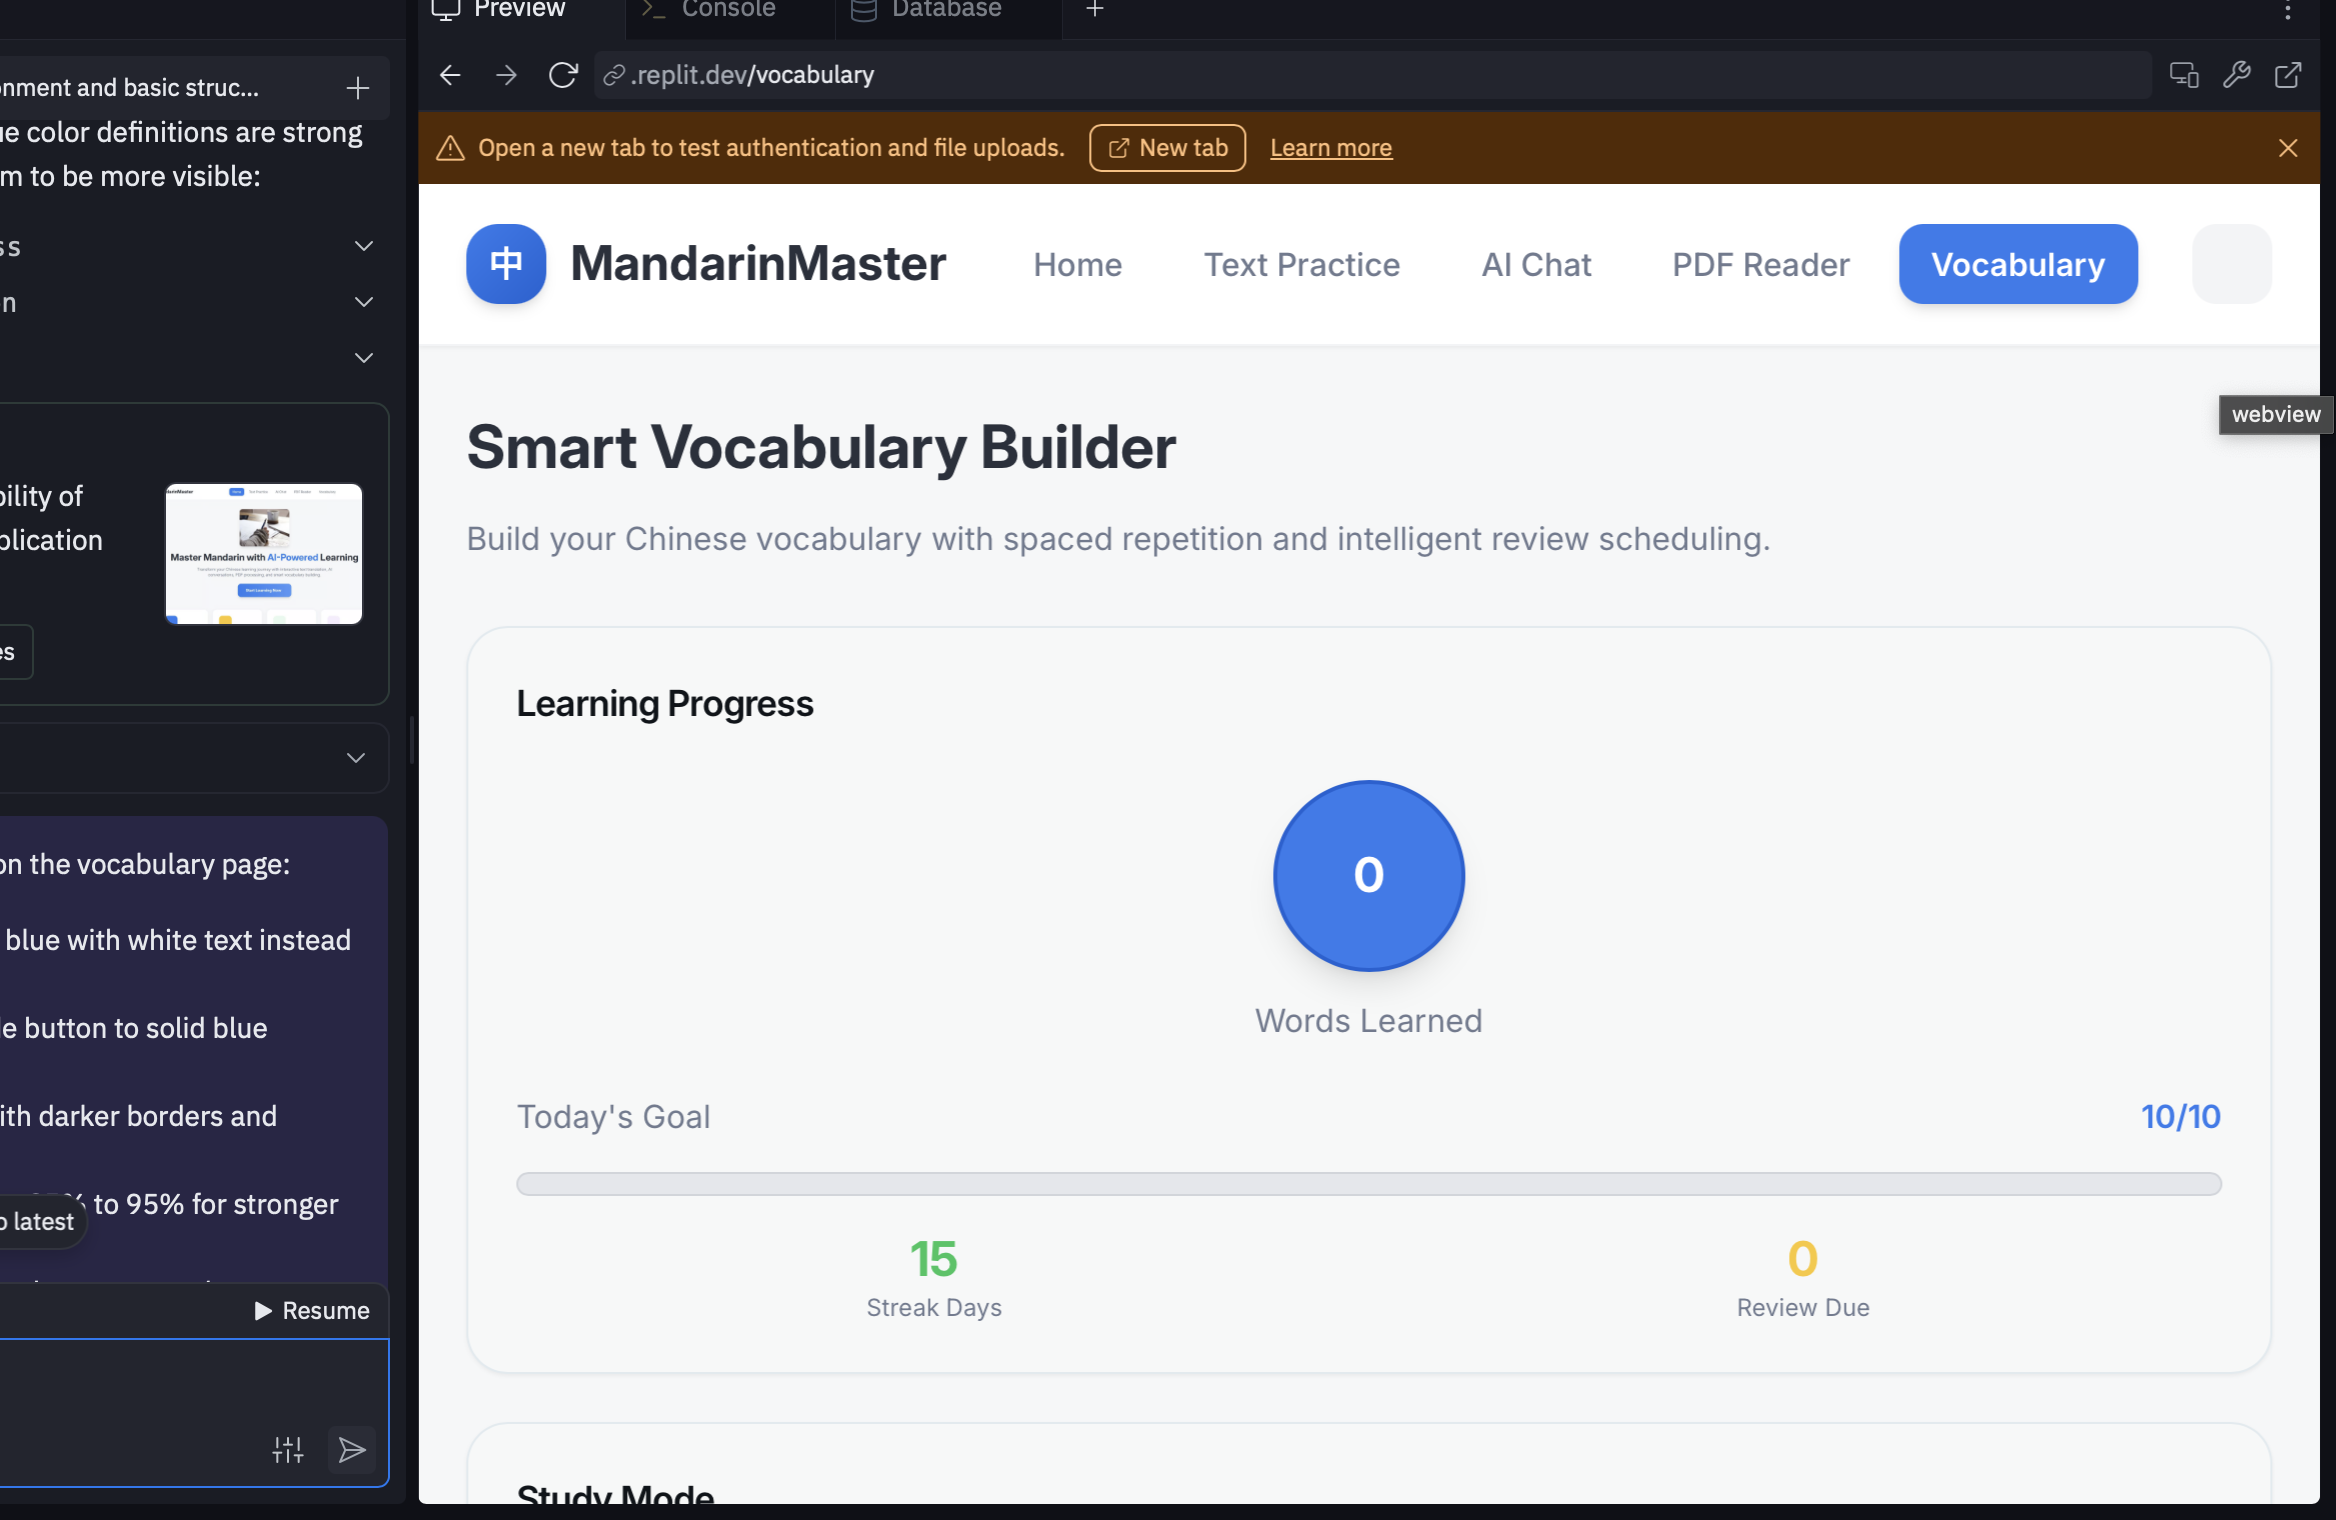 Preview
Console
Database
onment and basic struc...
.replit.dev/vocabulary
ue color definitions are strong
m to be more visible:
ss
on
Open a new tab to test authentication and file uploads.
New tab
Learn more
中
MandarinMaster
Home
Text Practice
AI Chat
PDF Reader
Vocabulary
webview
Smart Vocabulary Builder
Build your Chinese vocabulary with spaced repetition and intelligent review scheduling.
bility of
plication
Master Mandarin with AI-Powered Learning
Start Learning Now
es
Learning Progress
0
Words Learned
Today's Goal
10/10
15
Streak Days
0
Review Due
Study Mode
on the vocabulary page:
blue with white text instead
le button to solid blue
ith darker borders and
to 95% for stronger
o latest
Resume